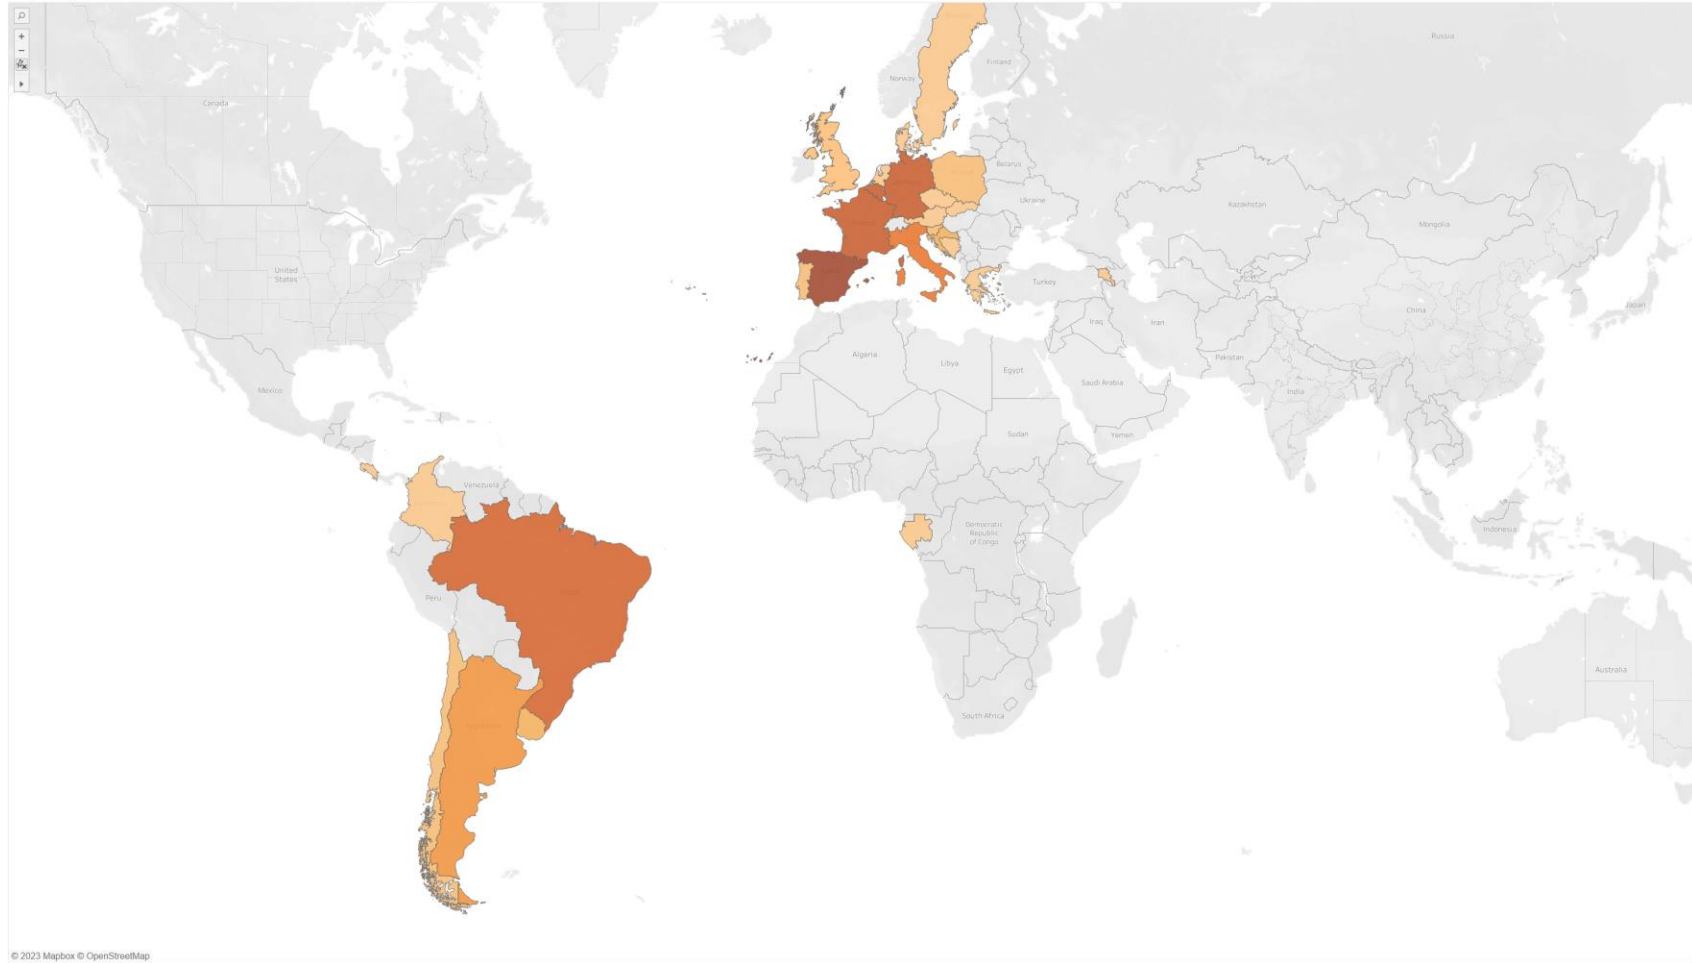 Russia
Finland
Norway
Canada
Belarus
Ukraine
Kazakhstan
Mongolia
United
States
Turkey
Japan
China
Iraq
Iran
Algeria
Libya
Egypt
Pakistan
Saudi Arabia
India
Mexico
Sudan
Yemen
Venezuela
Democratic
Republic
of Congo
Indonesia
Peru
Australia
South Africa
© 2023 Mapbox © OpenStreetMap